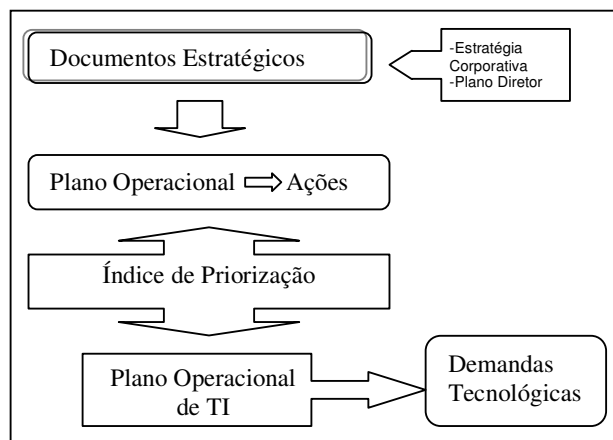 Documentos Estratégicos
-Estratégia
Corporativa
-Plano Diretor
Plano Operacional Ações
Índice de Priorização
Plano Operacional
de TI
Demandas
Tecnológicas